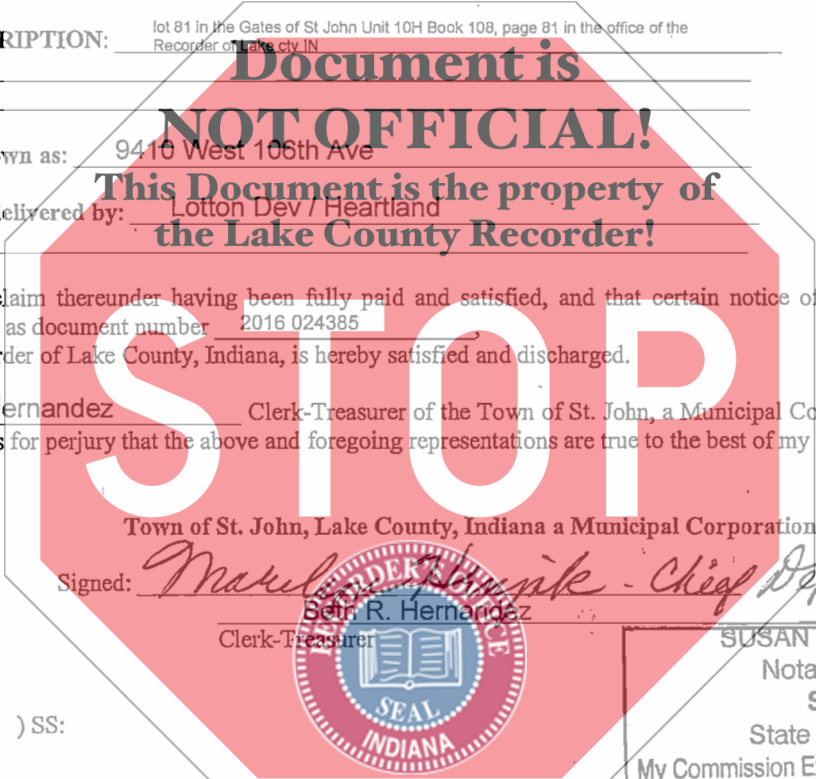 RIPTION: lot 81 in the Gates of St John Unit 10H Book 108, page 81 in the office of the
Recorder of Lake cty IN
Document is
NOT OFFICIAL!
wn as: 9410 West 106th Ave
This Document is the property of
elivered by: Lotton Dev / Heartland
the Lake County Recorder!
laim thereunder having been fully paid and satisfied, and that certain notice of
as document number 2016 024385,
der of Lake County, Indiana, is hereby satisfied and discharged.
STOP
ernandez Clerk-Treasurer of the Town of St. John, a Municipal Co
s for perjury that the above and foregoing representations are true to the best of my
Town of St. John, Lake County, Indiana a Municipal Corporation
Signed: - Chief Dep
Beth R. Hernandez
Clerk-Treasurer
RECORDER'S OFFICE
SEAL
INDIANA
SUSAN
Nota
S
) SS:
State
My Commission E